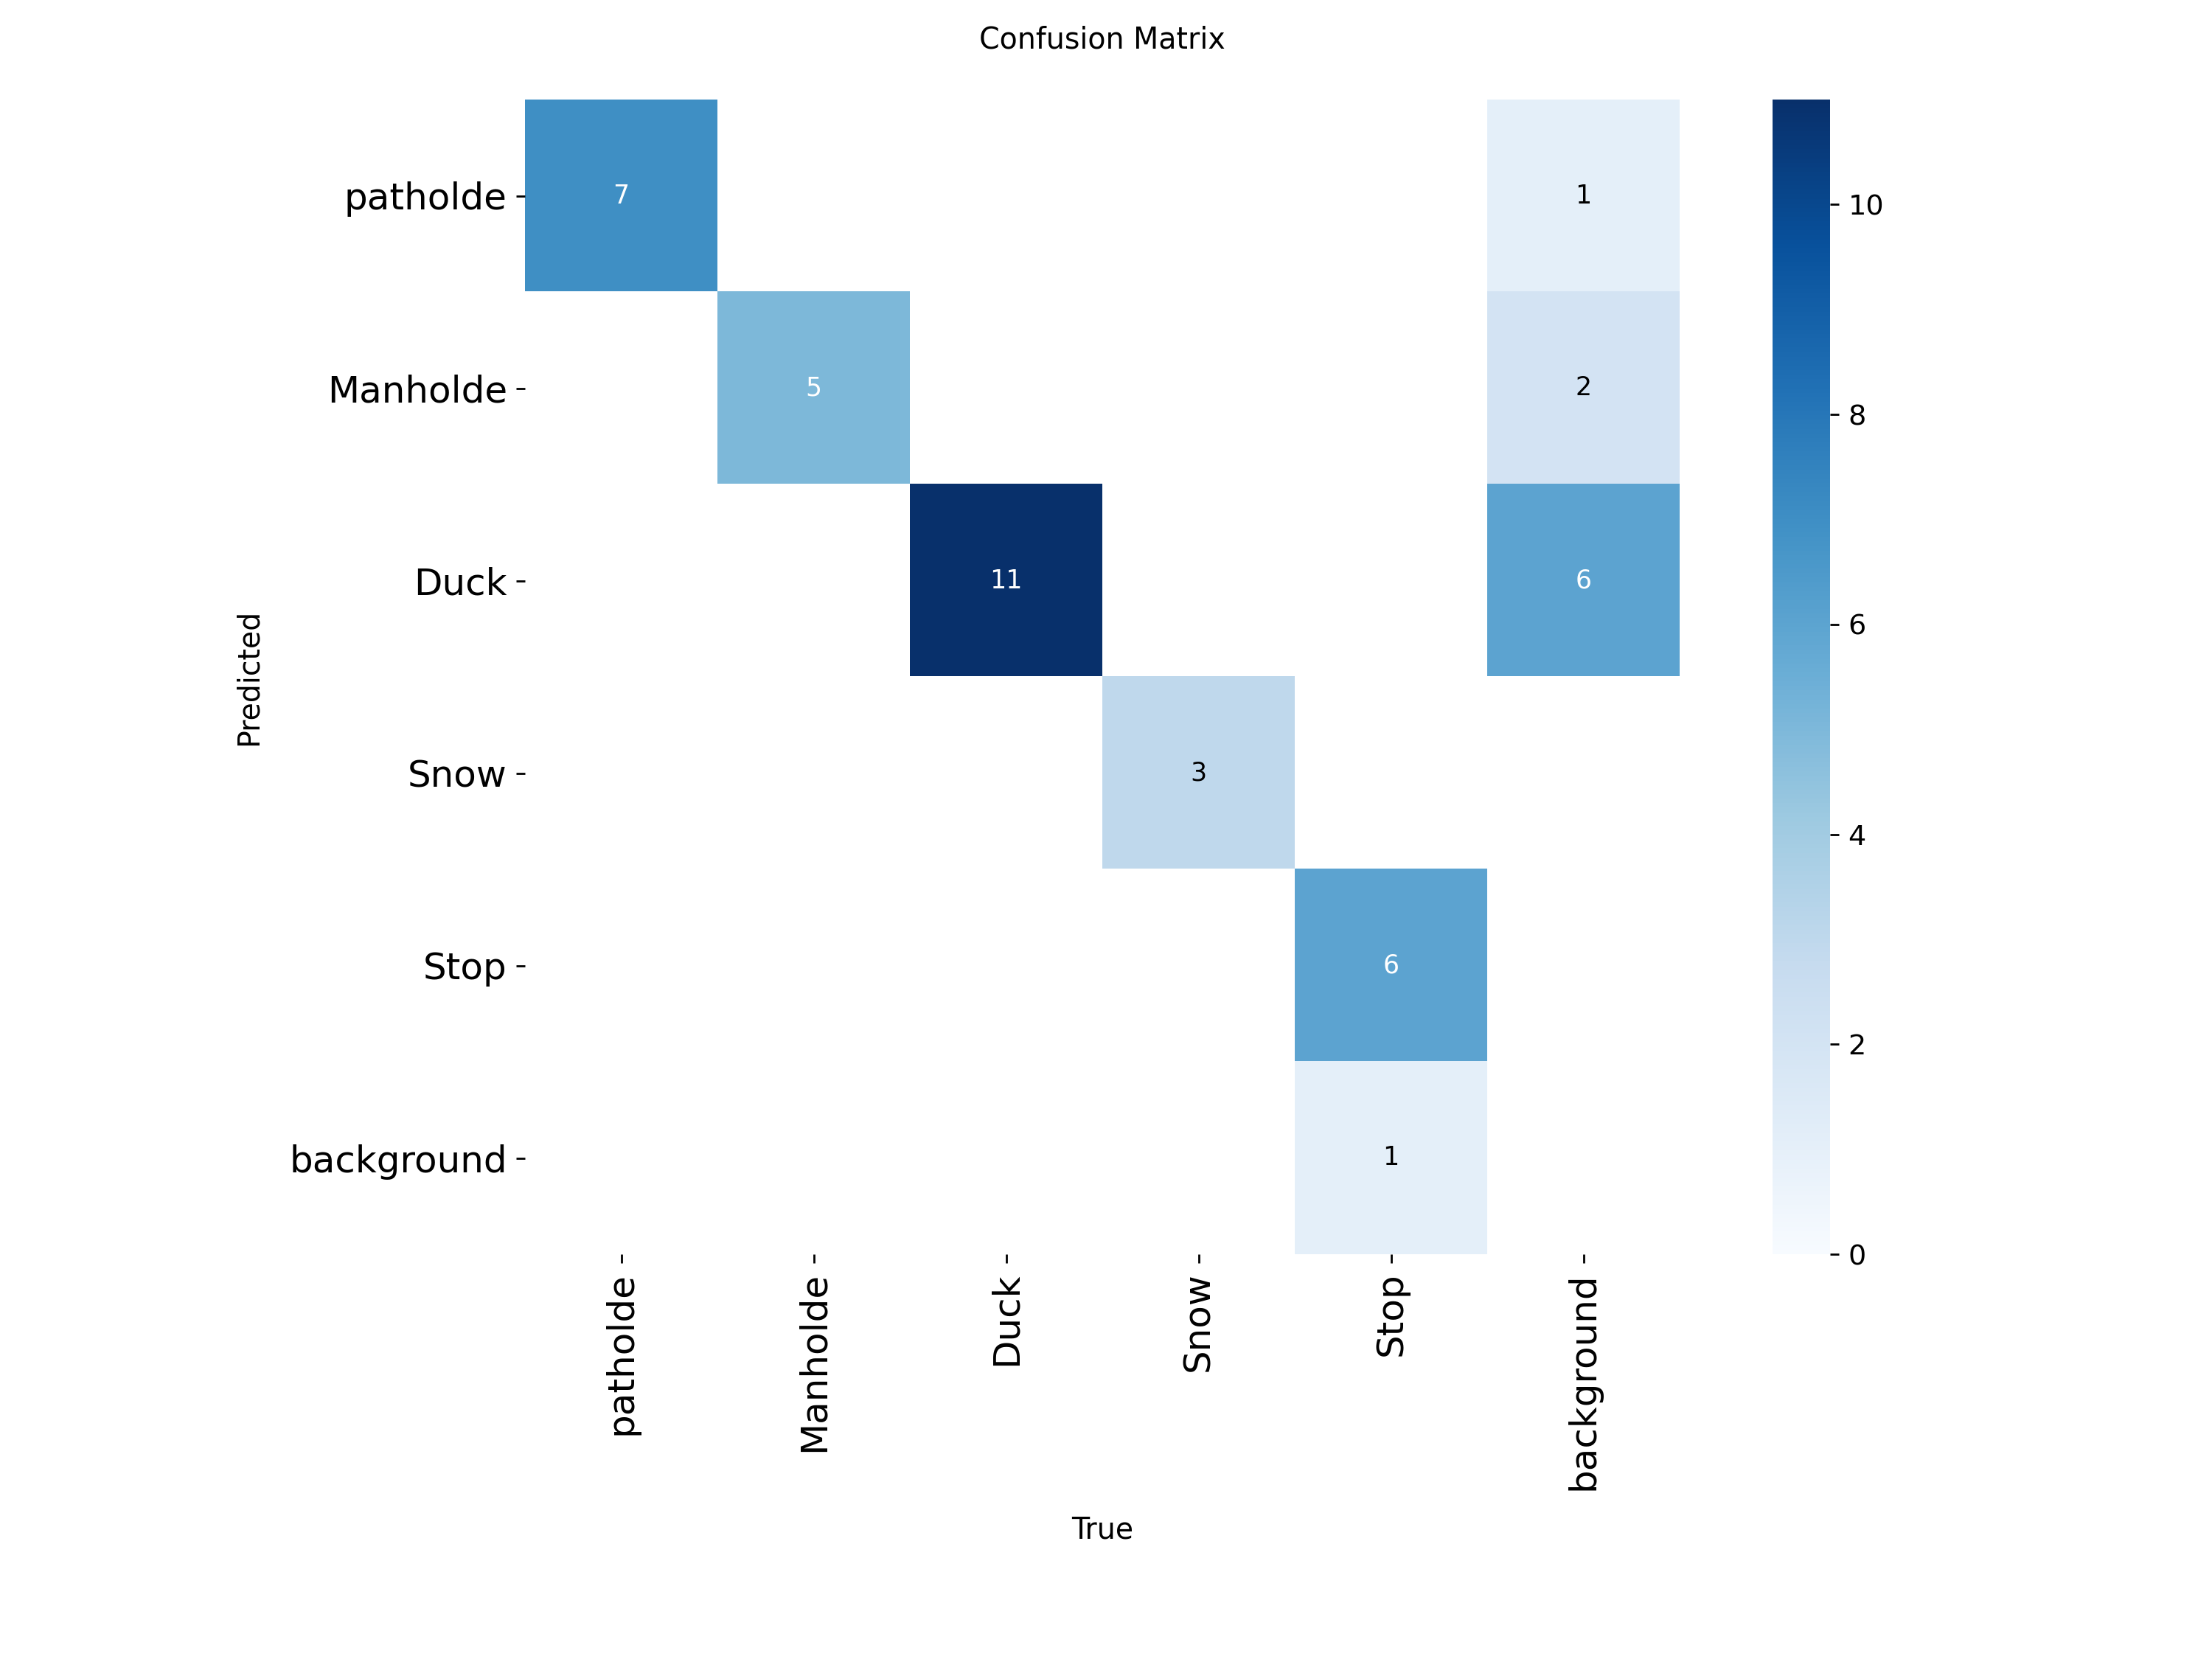 Confusion Matrix
patholde
7
1
10
Manholde
5
2
8
Duck
11
6
6
Predicted
Snow
3
4
Stop
6
2
background
1
0
patholde
Manholde
Duck
Snow
Stop
background
True